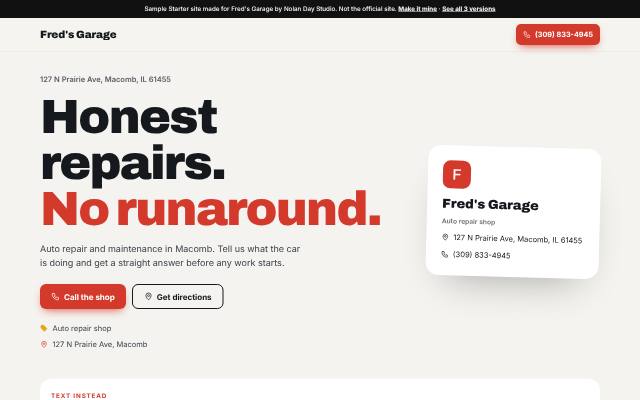 Sample Starter site made for Fred's Garage by Nolan Day Studio. Not the official site. Make it mine · See all 3 versions
Fred's Garage
(309) 833-4945
127 N Prairie Ave, Macomb, IL 61455
Honest
repairs.
No runaround.
Auto repair and maintenance in Macomb. Tell us what the car
is doing and get a straight answer before any work starts.
Call the shop
Get directions
Auto repair shop
127 N Prairie Ave, Macomb
F
Fred's Garage
Auto repair shop
127 N Prairie Ave, Macomb, IL 61455
(309) 833-4945
TEXT INSTEAD